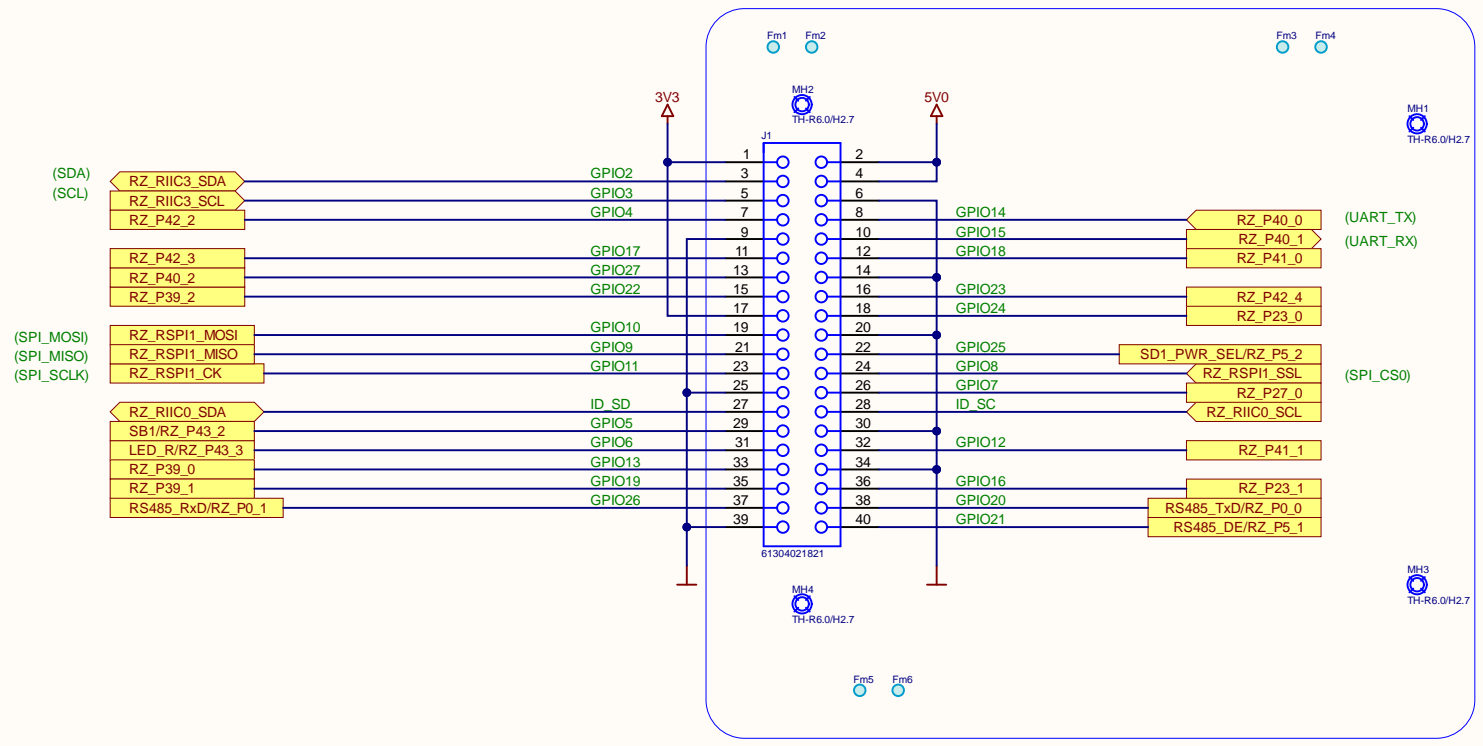 Fm1 Fm2 Fm3 Fm4
MH2
TH-R6.0/H2.7
MH1
TH-R6.0/H2.7
3V3 5V0
J1
1 2
(SDA) RZ_RIIC3_SDA GPIO2 3 4
(SCL) RZ_RIIC3_SCL GPIO3 5 6
RZ_P42_2 GPIO4 7 8 GPIO14 RZ_P40_0 (UART_TX)
9 10 GPIO15 RZ_P40_1 (UART_RX)
RZ_P42_3 GPIO17 11 12 GPIO18 RZ_P41_0
RZ_P40_2 GPIO27 13 14
RZ_P39_2 GPIO22 15 16 GPIO23 RZ_P42_4
17 18 GPIO24 RZ_P23_0
(SPI_MOSI) RZ_RSPI1_MOSI GPIO10 19 20
(SPI_MISO) RZ_RSPI1_MISO GPIO9 21 22 GPIO25 SD1_PWR_SEL/RZ_P5_2
(SPI_SCLK) RZ_RSPI1_CK GPIO11 23 24 GPIO8 RZ_RSPI1_SSL (SPI_CS0)
25 26 GPIO7 RZ_P27_0
RZ_RIIC0_SDA ID_SD 27 28 ID_SC RZ_RIIC0_SCL
SB1/RZ_P43_2 GPIO5 29 30
LED_R/RZ_P43_3 GPIO6 31 32 GPIO12 RZ_P41_1
RZ_P39_0 GPIO13 33 34
RZ_P39_1 GPIO19 35 36 GPIO16 RZ_P23_1
RS485_RxD/RZ_P0_1 GPIO26 37 38 GPIO20 RS485_TxD/RZ_P0_0
39 40 GPIO21 RS485_DE/RZ_P5_1
61304021821
MH3
TH-R6.0/H2.7
MH4
TH-R6.0/H2.7
Fm5 Fm6